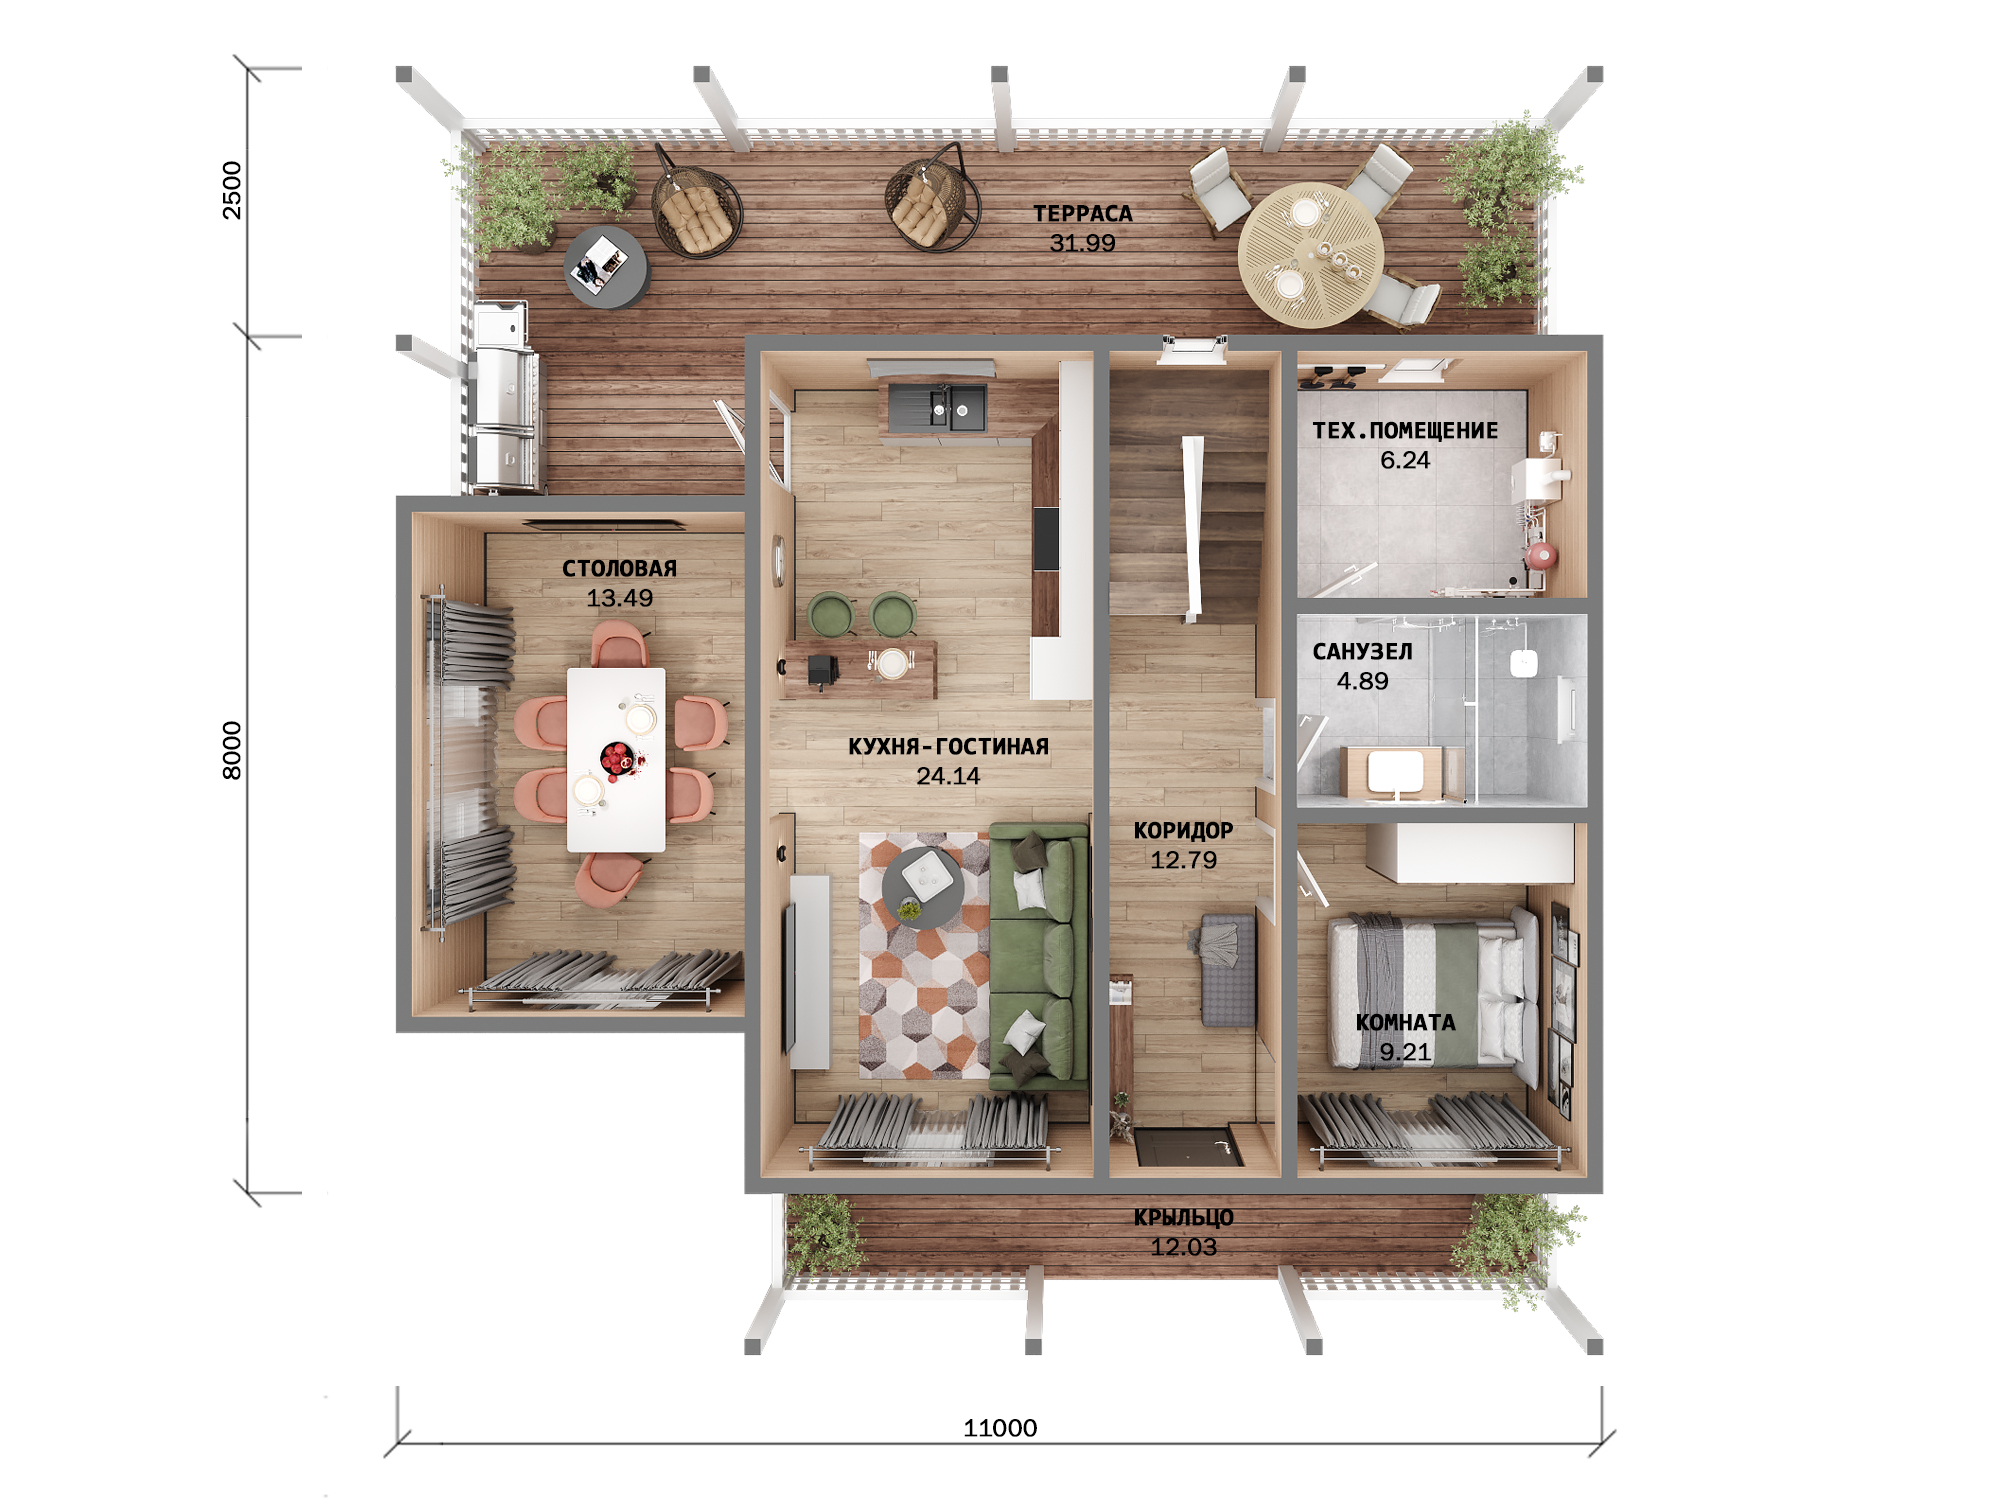 2500
ТЕРРАСА
31.99
ТЕХ.ПОМЕЩЕНИЕ
6.24
СТОЛОВАЯ
13.49
САНУЗЕЛ
4.89
8000
КУХНЯ-ГОСТИНАЯ
24.14
КОРИДОР
12.79
КОМНАТА
9.21
КРЫЛЬЦО
12.03
11000